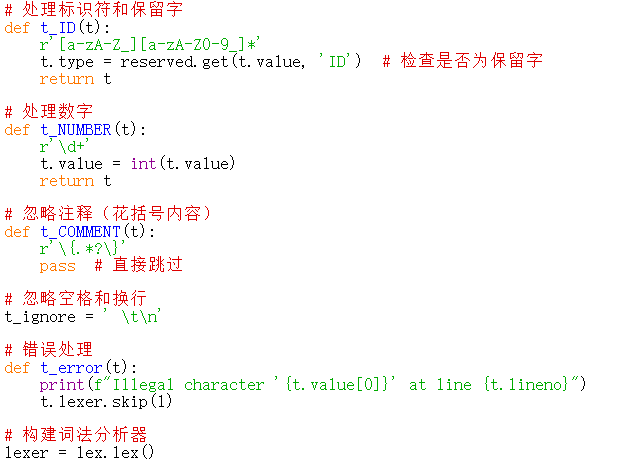 # 处理标识符和保留字
def t_ID(t):
    r'[a-zA-Z_][a-zA-Z0-9_]*'
    t.type = reserved.get(t.value, 'ID')  # 检查是否为保留字
    return t

# 处理数字
def t_NUMBER(t):
    r'\d+'
    t.value = int(t.value)
    return t

# 忽略注释（花括号内容）
def t_COMMENT(t):
    r'\{.*?\}'
    pass  # 直接跳过

# 忽略空格和换行
t_ignore = ' \t\n'

# 错误处理
def t_error(t):
    print(f"Illegal character '{t.value[0]}' at line {t.lineno}")
    t.lexer.skip(1)

# 构建词法分析器
lexer = lex.lex()